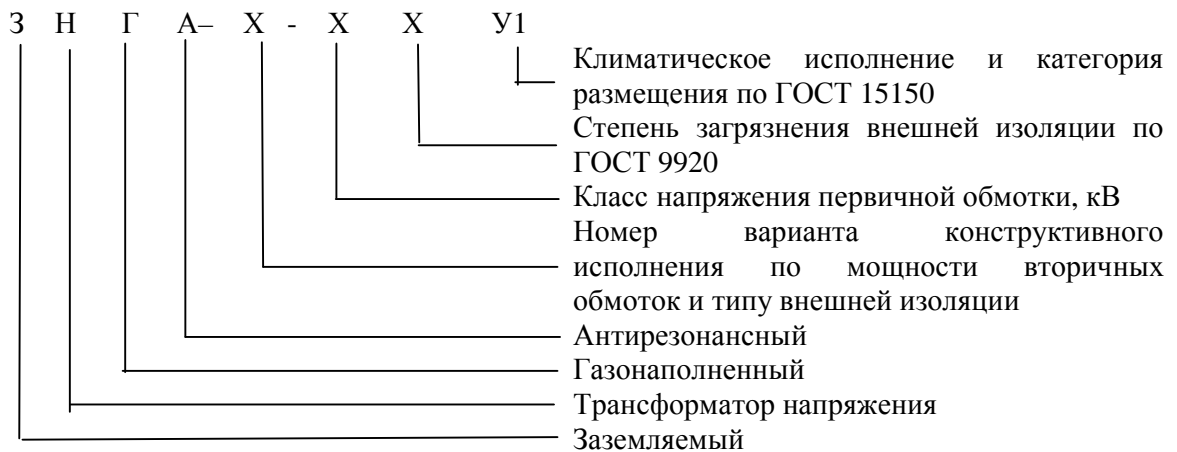 З Н Г А– Х - Х Х У1
Климатическое исполнение и категория
размещения по ГОСТ 15150
Степень загрязнения внешней изоляции по
ГОСТ 9920
Класс напряжения первичной обмотки, кВ
Номер варианта конструктивного
исполнения по мощности вторичных
обмоток и типу внешней изоляции
Антирезонансный
Газонаполненный
Трансформатор напряжения
Заземляемый